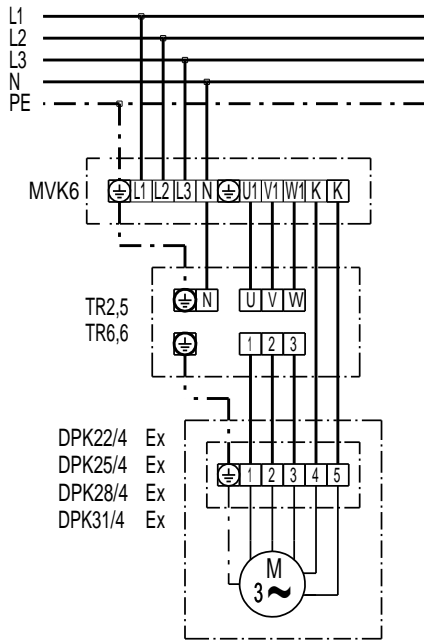 L1
L2
L3
N
PE
MVK6
L1 L2 L3 N U1 V1 W1 K K
TR2,5
TR6,6
N U V W
1 2 3
DPK22/4 Ex
DPK25/4 Ex
DPK28/4 Ex
DPK31/4 Ex
1 2 3 4 5
M
3 ~